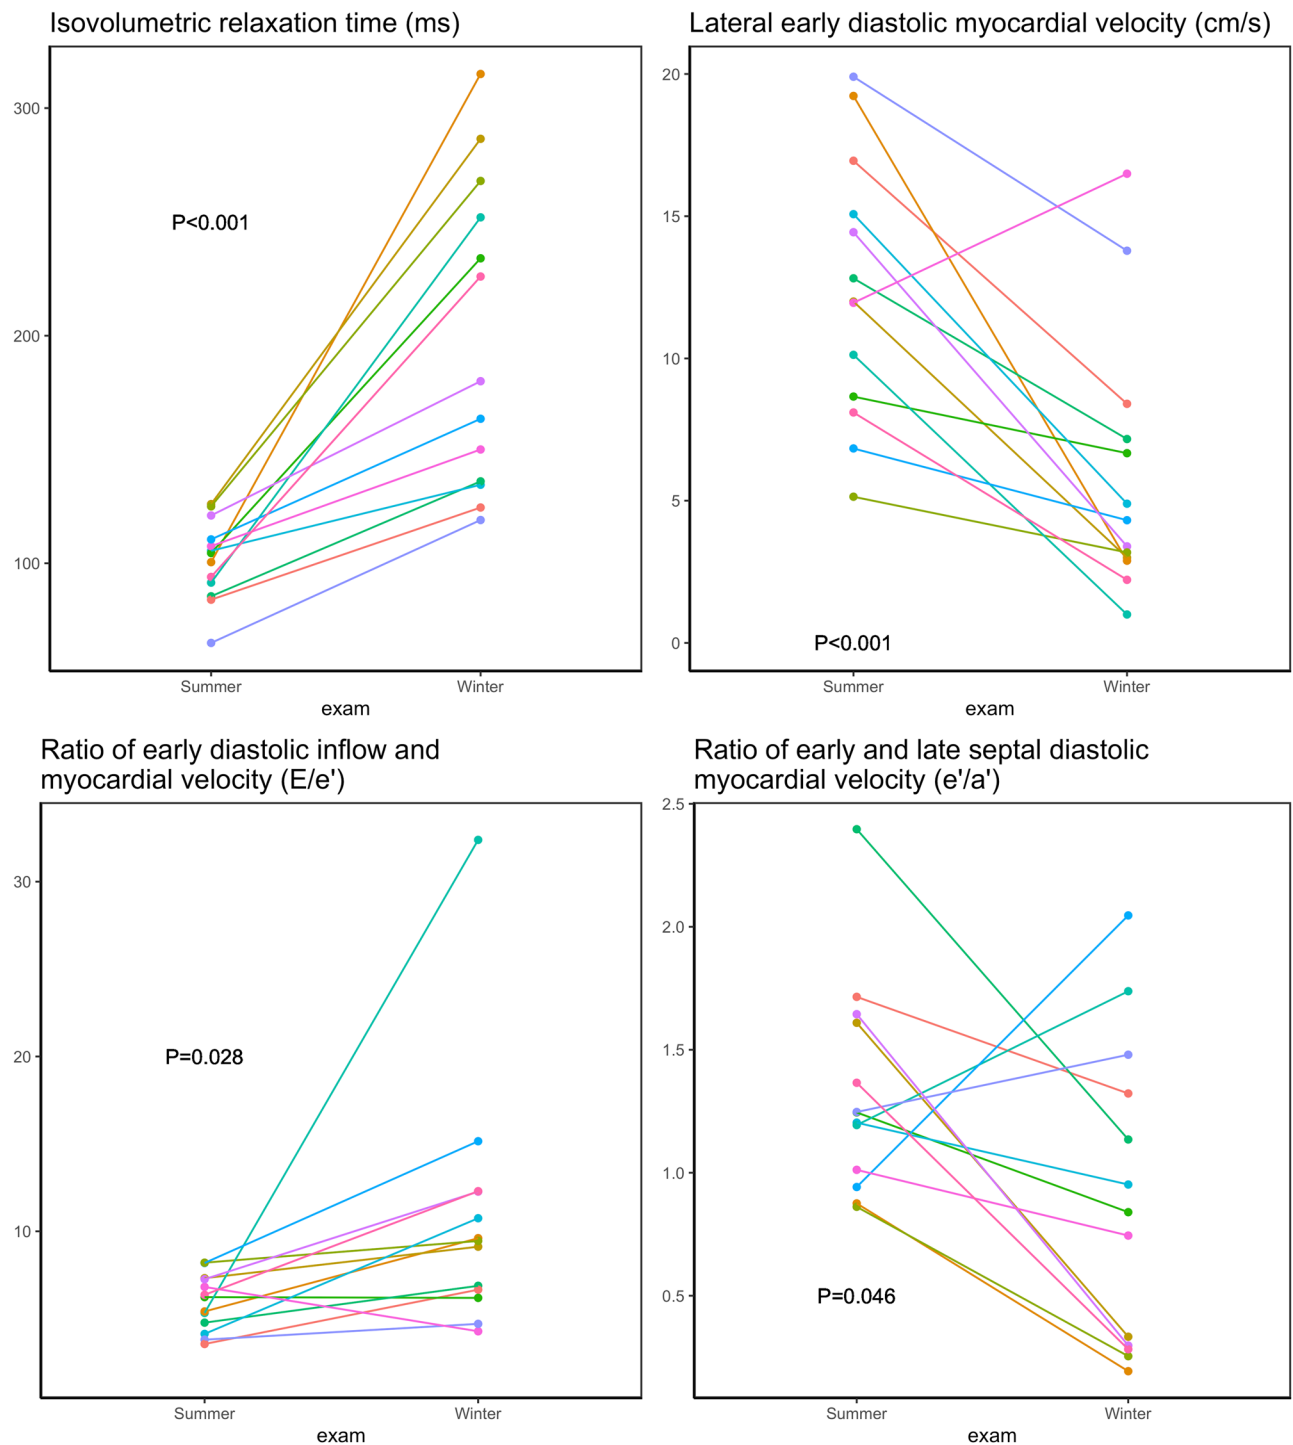 Isovolumetric relaxation time (ms)
300
200
100
P<0.001
Summer
Winter
exam
Lateral early diastolic myocardial velocity (cm/s)
20
15
10
5
0
P<0.001
Summer
Winter
exam
Ratio of early diastolic inflow and
myocardial velocity (E/e')
30
20
10
P=0.028
Summer
Winter
exam
Ratio of early and late septal diastolic
myocardial velocity (e'/a')
2.5
2.0
1.5
1.0
0.5
P=0.046
Summer
Winter
exam